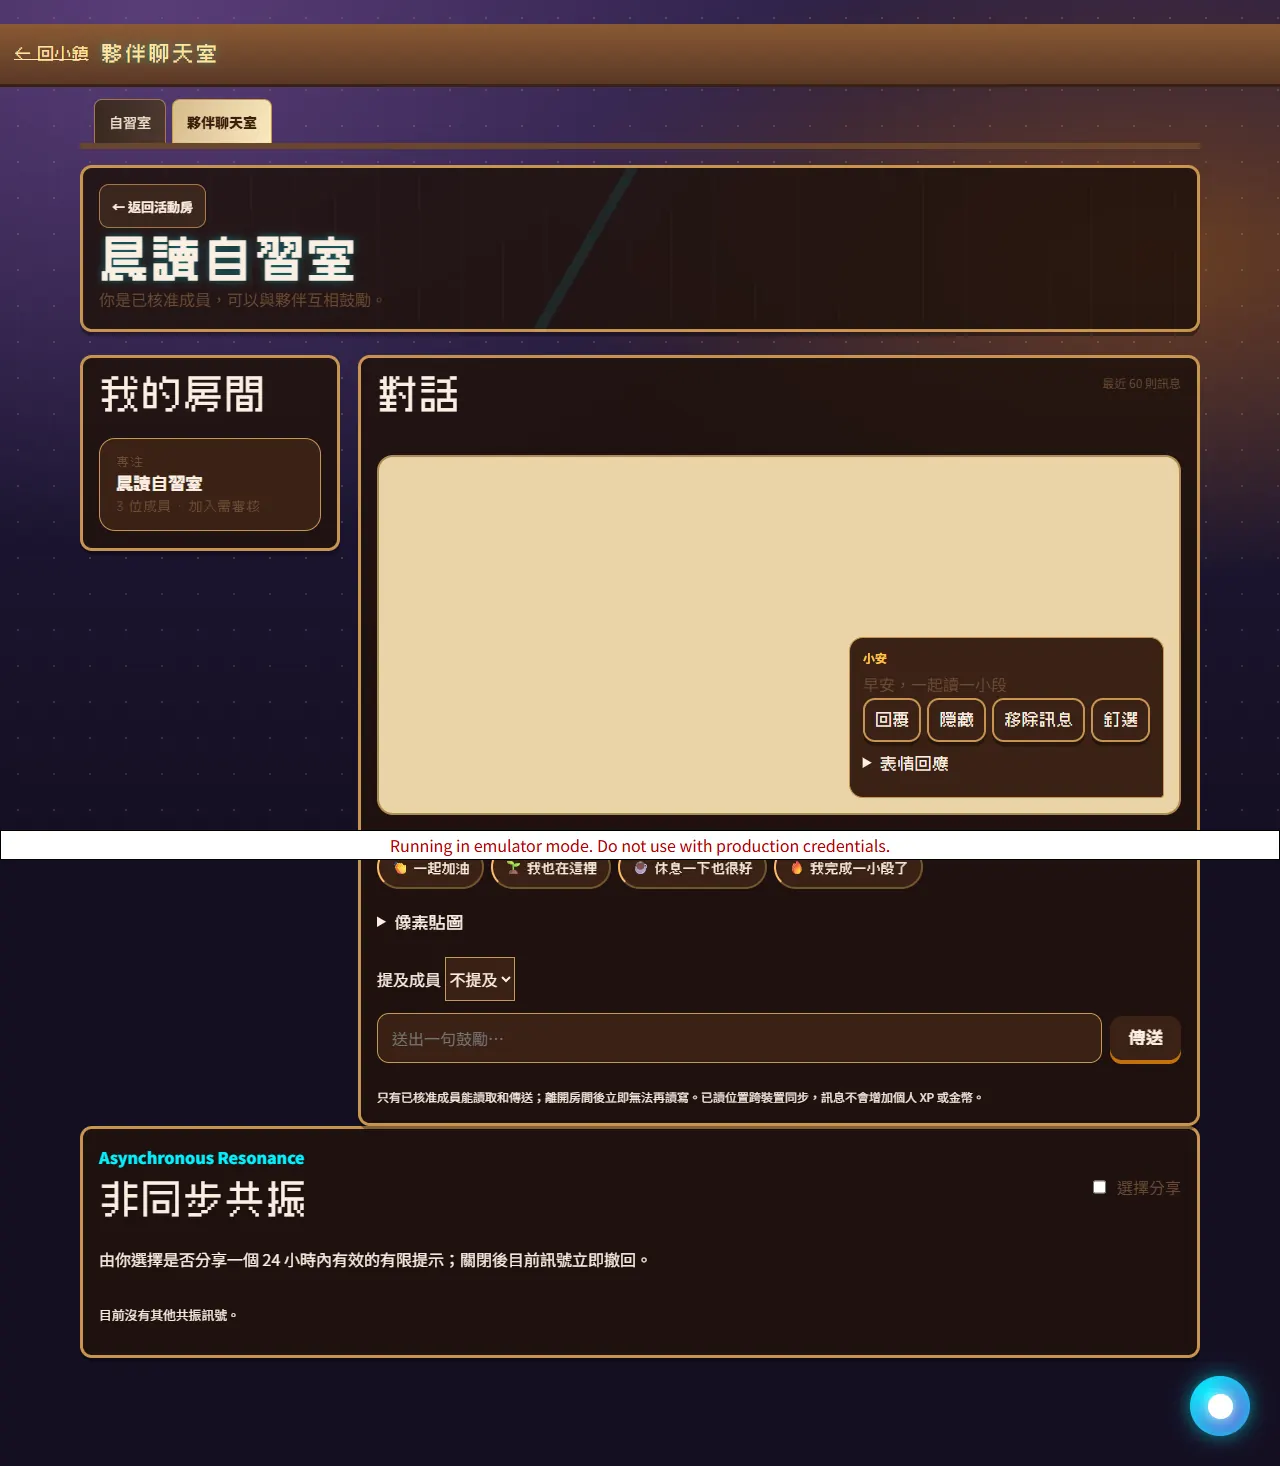 ← 回小鎮 夥伴聊天室
自習室 夥伴聊天室
← 返回活動房
晨讀自習室
你是已核准成員，可以與夥伴互相鼓勵。
我的房間
專注
晨讀自習室
3 位成員 · 加入需審核
對話
最近 60 則訊息
小安
早安，一起讀一小段
回覆 隱藏 移除訊息 釘選
▶ 表情回應
Running in emulator mode. Do not use with production credentials.
👏 一起加油 🌱 我也在這裡 ☕ 休息一下也很好 🔥 我完成一小段了
▶ 像素貼圖
提及成員 不提及
送出一句鼓勵⋯ 傳送
只有已核准成員能讀取和傳送；離開房間後立即無法再讀寫。已讀位置跨裝置同步，訊息不會增加個人 XP 或金幣。
Asynchronous Resonance
非同步共振
選擇分享
由你選擇是否分享一個 24 小時內有效的有限提示；關閉後目前訊號立即撤回。
目前沒有其他共振訊號。